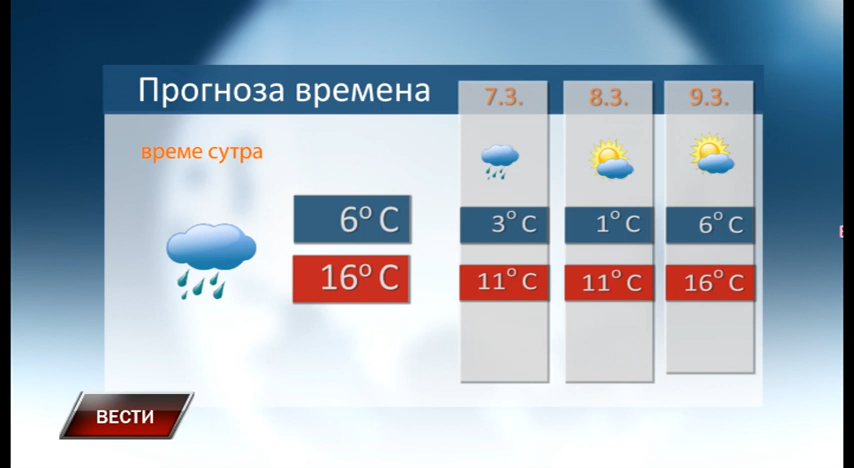 Прогноза времена
време сутра
6° C
16° C
7.3.
3° C
11° C
8.3.
1° C
11° C
9.3.
6° C
16° C
ВЕСТИ